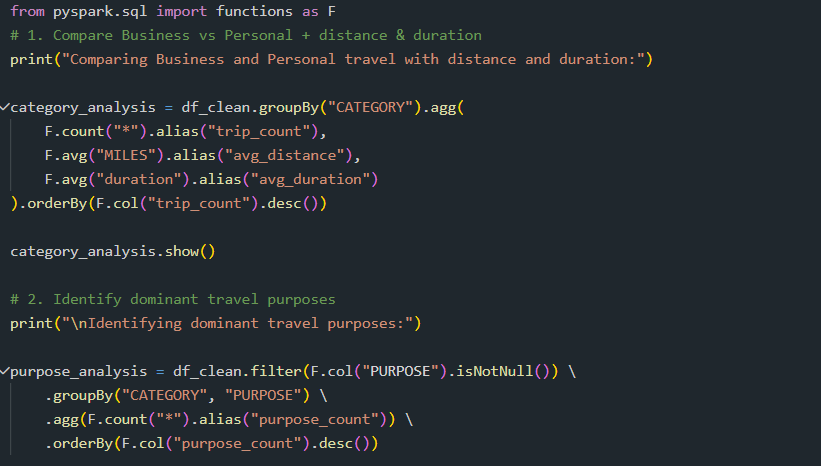 from pyspark.sql import functions as F
# 1. Compare Business vs Personal + distance & duration
print("Comparing Business and Personal travel with distance and duration:")

category_analysis = df_clean.groupBy("CATEGORY").agg(
    F.count("*").alias("trip_count"),
    F.avg("MILES").alias("avg_distance"),
    F.avg("duration").alias("avg_duration")
).orderBy(F.col("trip_count").desc())

category_analysis.show()

# 2. Identify dominant travel purposes
print("\nIdentifying dominant travel purposes:")

purpose_analysis = df_clean.filter(F.col("PURPOSE").isNotNull()) \
    .groupBy("CATEGORY", "PURPOSE") \
    .agg(F.count("*").alias("purpose_count")) \
    .orderBy(F.col("purpose_count").desc())